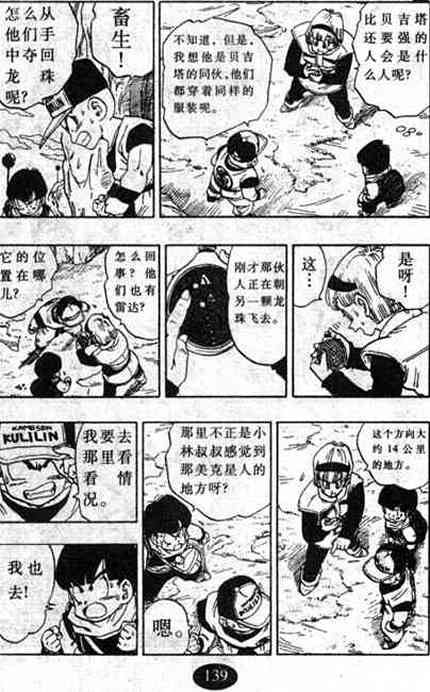 比贝吉塔
还要强的
人会是什
么人呢?
不知道,但是,
我想他是贝吉
塔的同伙,他们
都穿着同样的
服装呢。
畜生!
怎么从
他们手
中夺回
龙珠
呢?
是呀!
这…
刚才那伙
人正在朝
另一颗龙
珠飞去。
怎么回
事?他
们也有
雷达?
它的位
置在哪
儿?
这个方向大
约14公里
的地方。
那里不正是小
林叔叔感觉到
那美克星人的
地方呀?
嗯。
我要去
那里看
看情
况。
KAMESEN
KULILIN
我也
去!
139